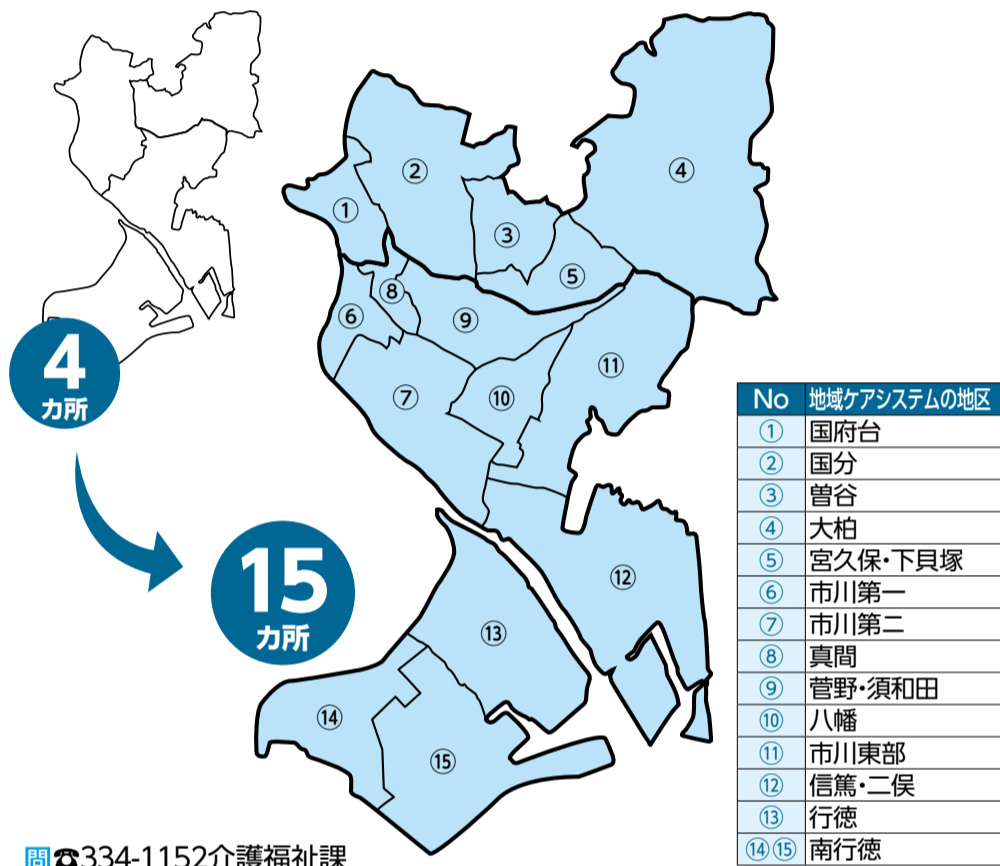 4
カ所
15
カ所
①
②
③
④
⑤
⑥
⑦
⑧
⑨
⑩
⑪
⑫
⑬
⑭
⑮
No 地域ケアシステムの地区
① 国府台
② 国分
③ 曽谷
④ 大柏
⑤ 宮久保・下貝塚
⑥ 市川第一
⑦ 市川第二
⑧ 真間
⑨ 菅野・須和田
⑩ 八幡
⑪ 市川東部
⑫ 信篤・二俣
⑬ 行徳
⑭⑮ 南行徳
問☎334-1152介護福祉課